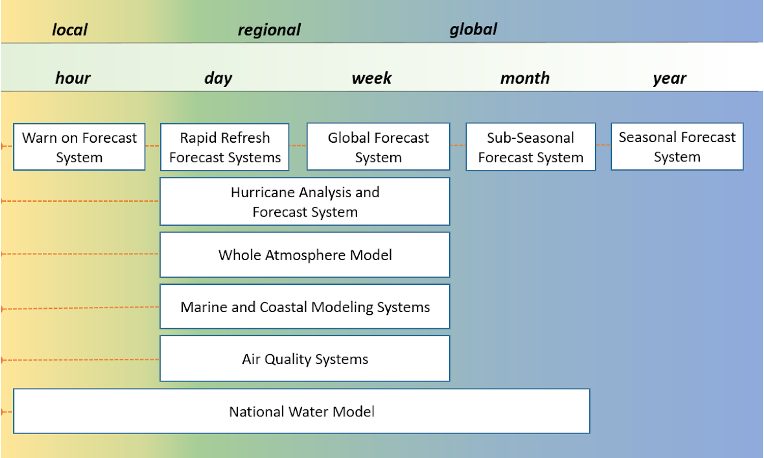 local regional global
hour day week month year
Warn on Forecast
System
Rapid Refresh
Forecast Systems
Global Forecast
System
Sub-Seasonal
Forecast System
Seasonal Forecast
System
Hurricane Analysis and
Forecast System
Whole Atmosphere Model
Marine and Coastal Modeling Systems
Air Quality Systems
National Water Model